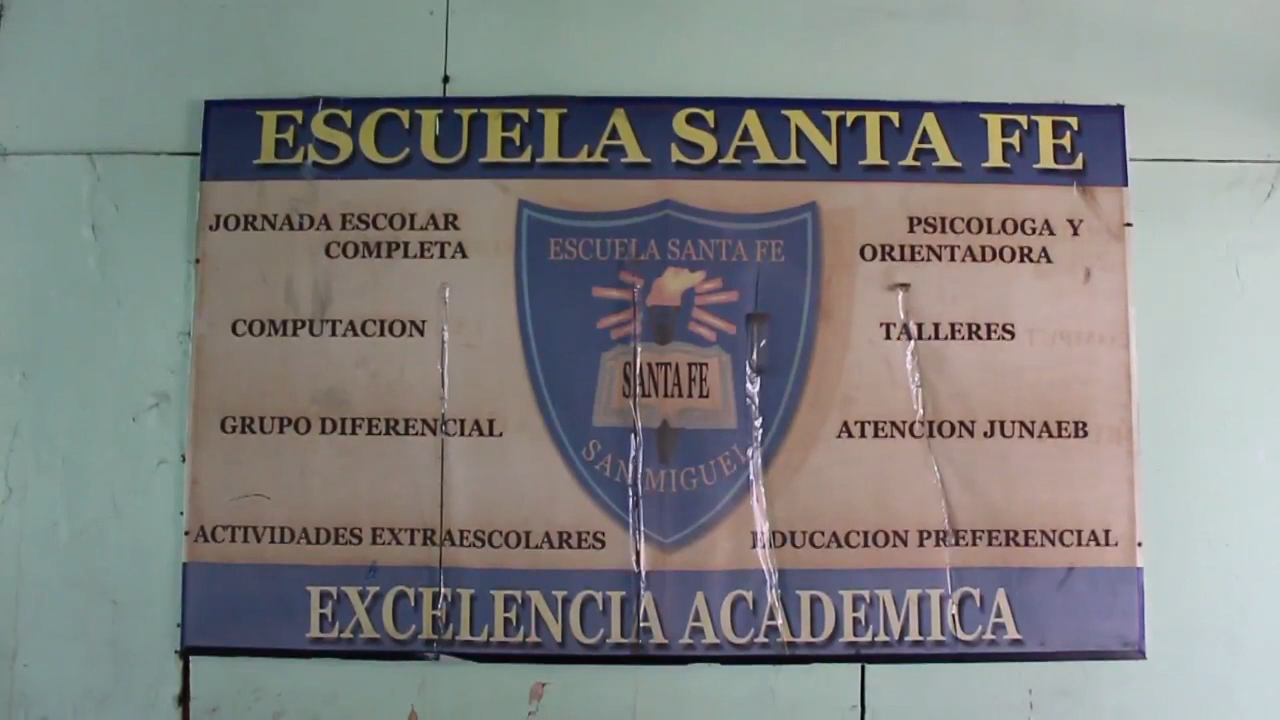 ESCUELA SANTA FE
JORNADA ESCOLAR
COMPLETA
COMPUTACION
GRUPO DIFERENCIAL
ACTIVIDADES EXTRAESCOLARES
ESCUELA SANTA FE
SANTA FE
SAN MIGUEL
PSICOLOGA Y
ORIENTADORA
TALLERES
ATENCION JUNAEB
EDUCACION PREFERENCIAL
EXCELENCIA ACADEMICA